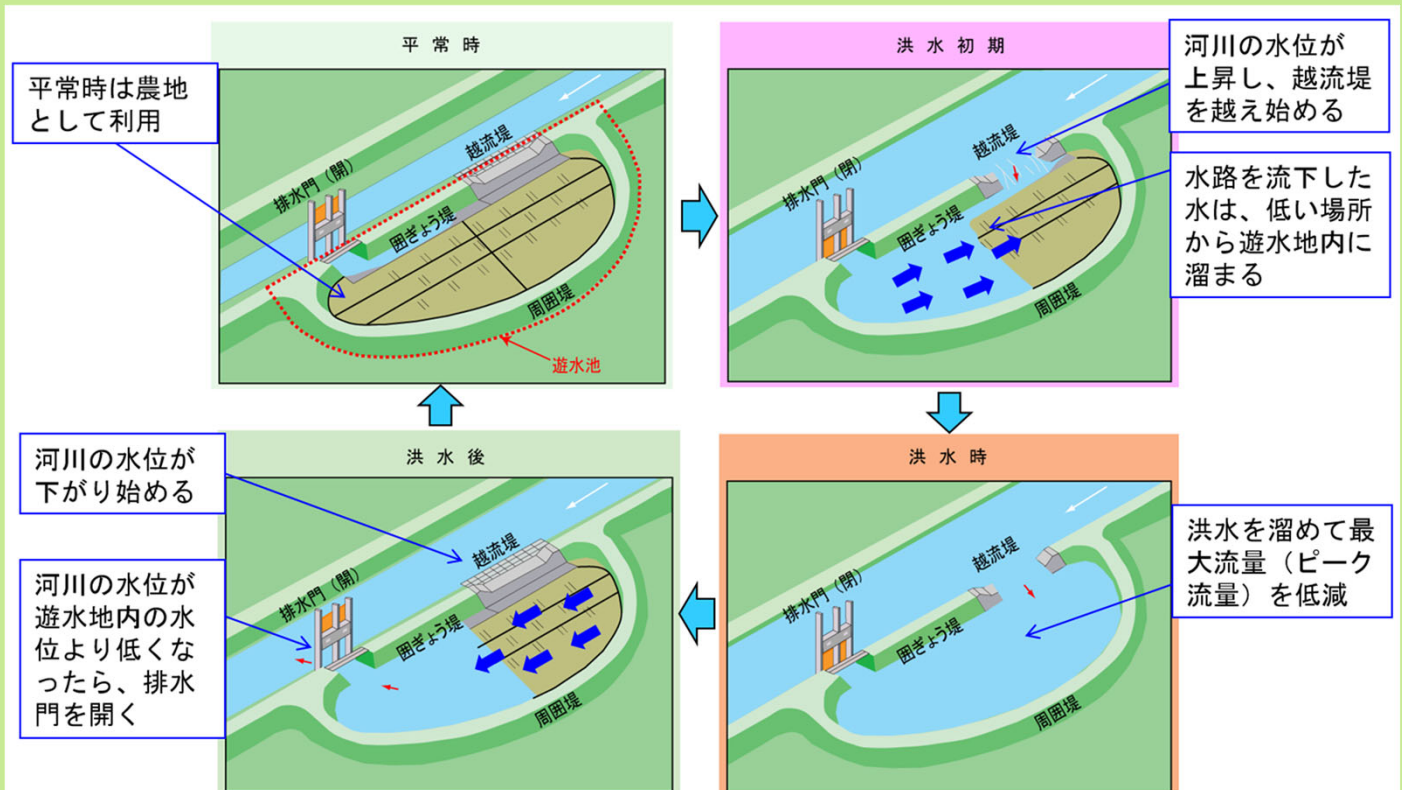 平常時
平常時は農地
として利用
排水門（開）
越流堤
囲ぎょう堤
周囲堤
遊水池
洪水初期
河川の水位が
上昇し、越流堤
を越え始める
水路を流下した
水は、低い場所
から遊水地内に
溜まる
排水門（閉）
越流堤
囲ぎょう堤
周囲堤
洪水時
洪水を溜めて最
大流量（ピーク
流量）を低減
排水門（閉）
越流堤
囲ぎょう堤
周囲堤
洪水後
河川の水位が
下がり始める
河川の水位が
遊水地内の水
位より低くな
ったら、排水
門を開く
排水門（開）
越流堤
囲ぎょう堤
周囲堤